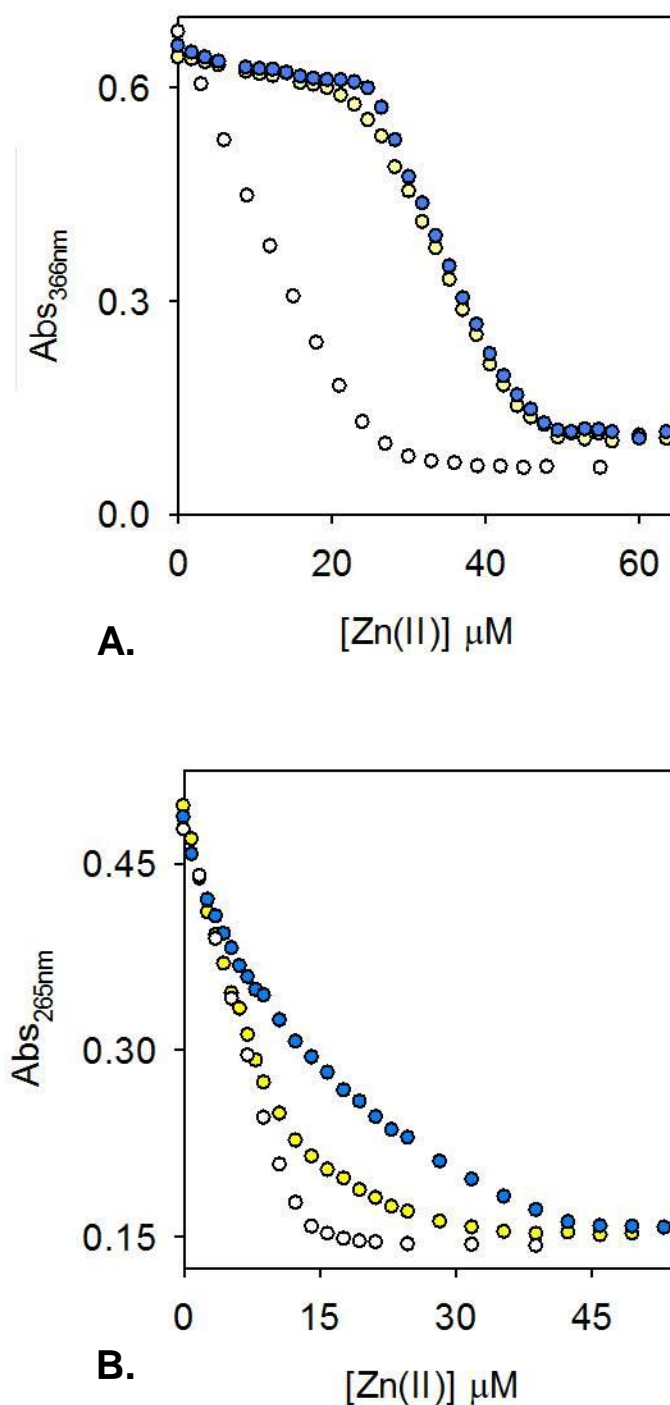 0.6
0.3
0.0
Abs366nm
0 20 40 60
[Zn(II)] μM
A.
0.45
0.30
0.15
Abs265nm
0 15 30 45
[Zn(II)] μM
B.